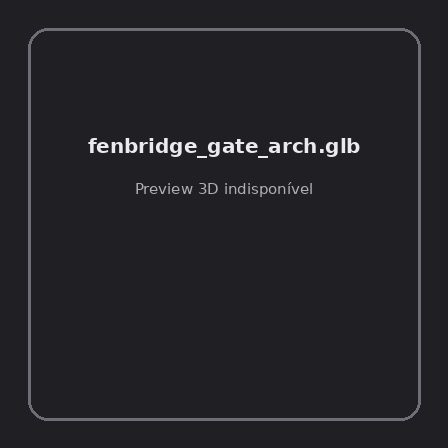 fenbridge_gate_arch.glb
Preview 3D indisponível